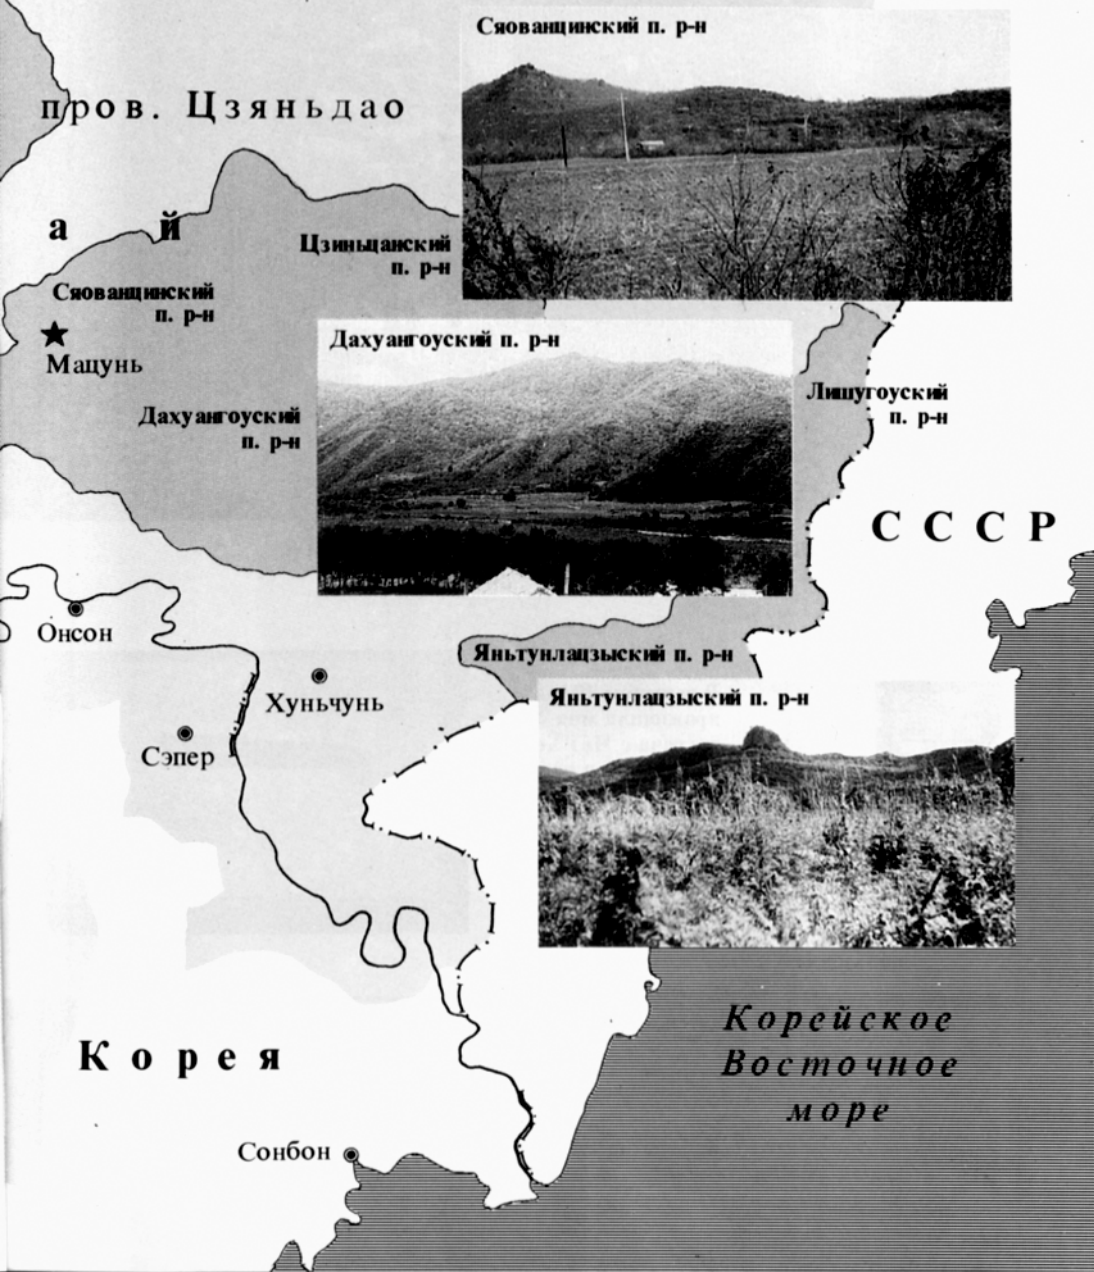 Сяованцинский п. р-н
пров. Цзяньдао
а й
Цзиньцанский
п. р-н
Сяованцинский
п. р-н
Мацунь
Дахуангоуский п. р-н
Лишугоуский
п. р-н
Дахуангоуский
п. р-н
СССР
Онсон
Яньтунлацзыский п. р-н
Хуньчунь
Яньтунлацзыский п. р-н
Сэпер
Корейское
Восточное
море
Корея
Сонбон